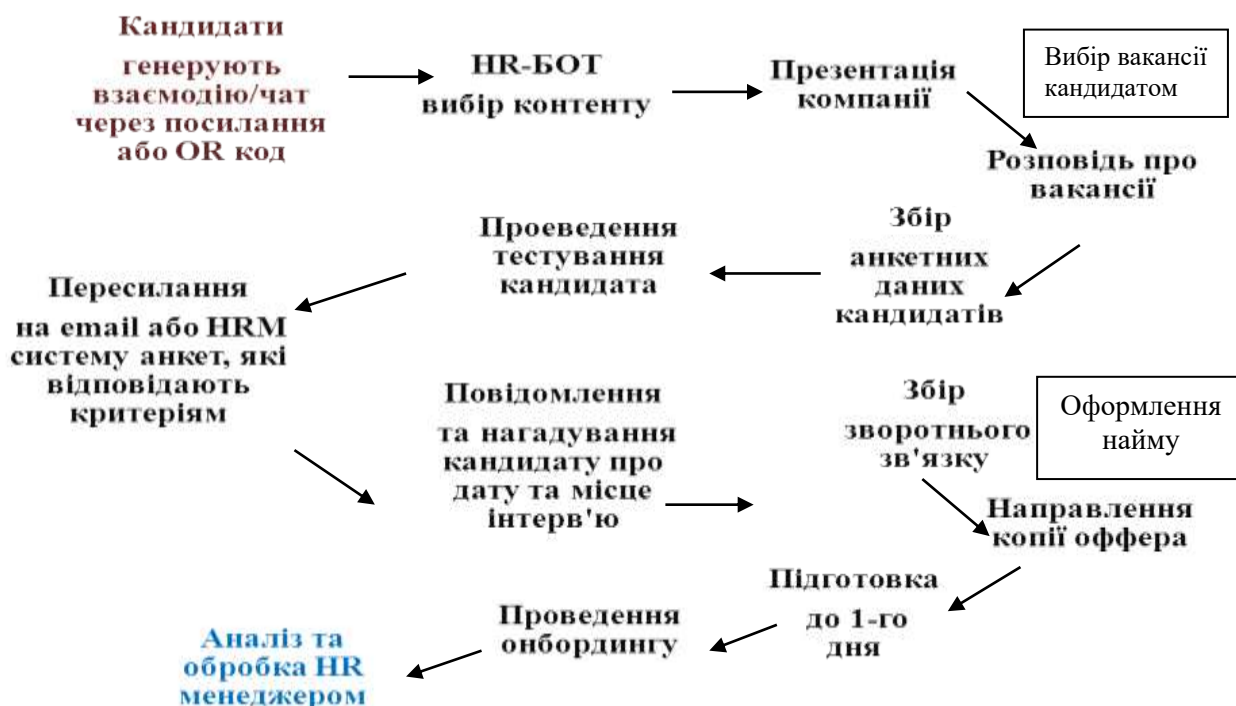 Кандидати
генерують
взаємодію/чат
через посилання
або OR код
HR-БОТ
вибір контенту
Презентація
компанії
Вибір вакансії
кандидатом
Розповідь про
вакансії
Збір
анкетних
даних
кандидатів
Проеведення
тестування
кандидата
Пересилання
на email або HRM
систему анкет, які
відповідають
критеріям
Повідомлення
та нагадування
кандидату про
дату та місце
інтерв'ю
Збір
зворотнього
зв'язку
Оформлення
найму
Направлення
копії оффера
Підготовка
до 1-го
дня
Проведення
онбордингу
Аналіз та
обробка HR
менеджером